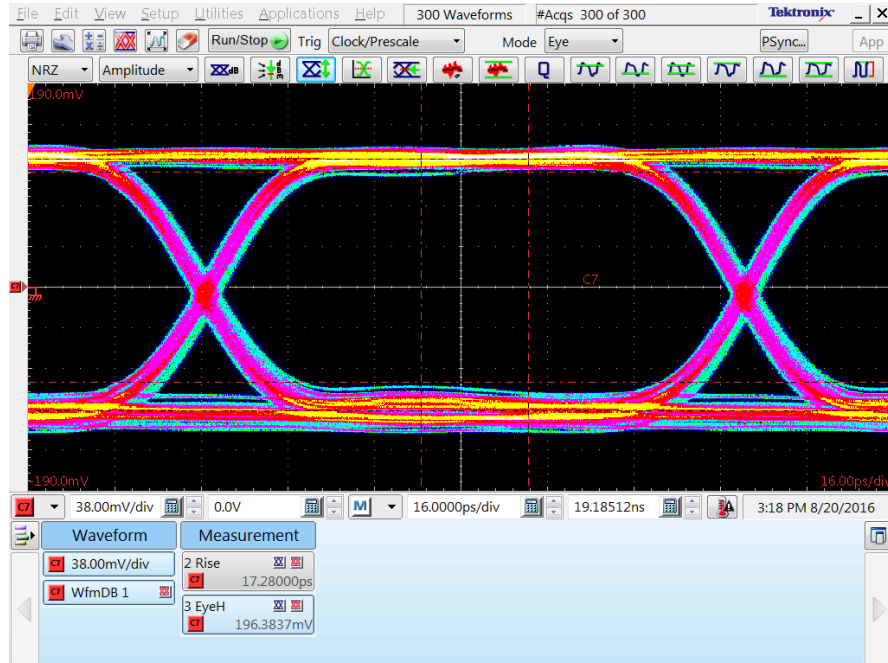 File Edit View Setup Utilities Applications Help 300 Waveforms #Acqs 300 of 300 Tektronix
Run/Stop Trig Clock/Prescale Mode Eye PSync... App
NRZ Amplitude dB Q
190.0mV
C7
C7
-190.0mV 16.00ps/div
C7 38.00mV/div 0.0V M 16.0000ps/div 19.18512ns 3:18 PM 8/20/2016
Waveform Measurement
C7 38.00mV/div 2 Rise
C7 17.28000ps
C7 WfmDB 1 3 EyeH
C7 196.3837mV